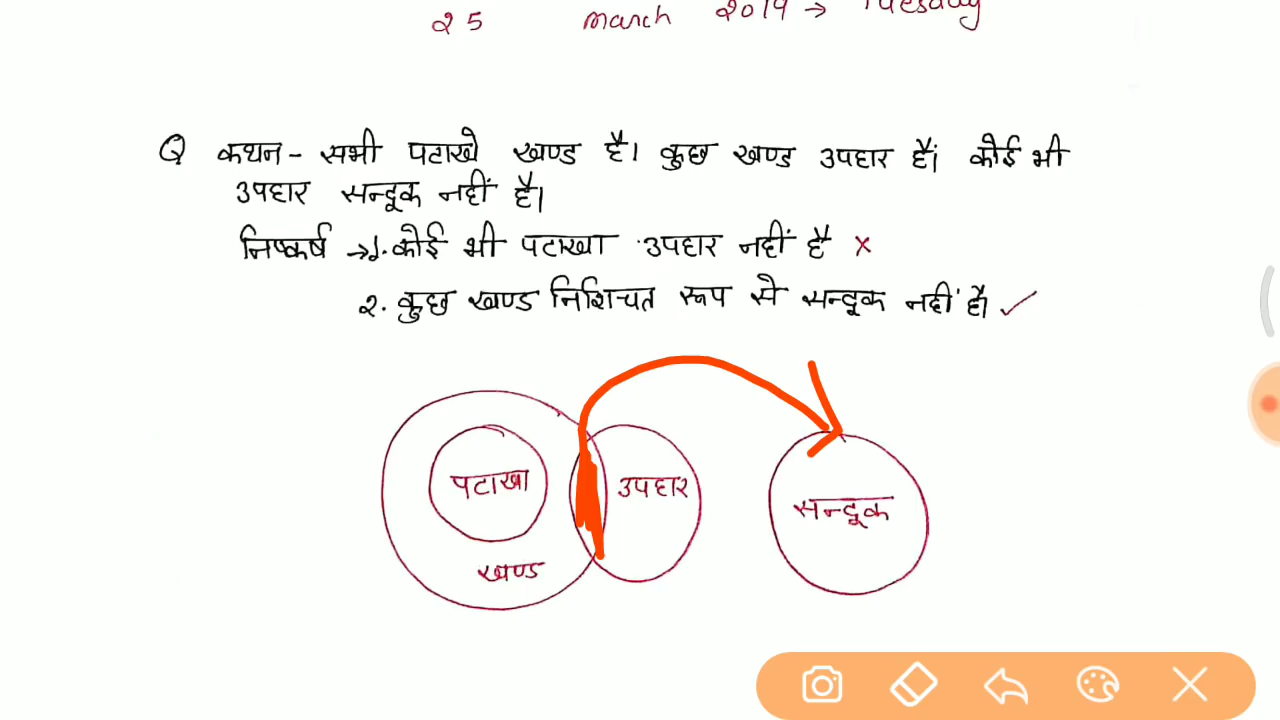 25 March 2019 → Tuesday
Q कथन - सभी पटाखे खण्ड है। कुछ खण्ड उपहार हैं। कोई भी
उपहार सन्दूक नहीं है।
निष्कर्ष → 1. कोई भी पटाखा उपहार नहीं है ×
2. कुछ खण्ड निश्चित रूप से सन्दूक नहीं है। ✓
पटाखा
उपहार
सन्दूक
खण्ड